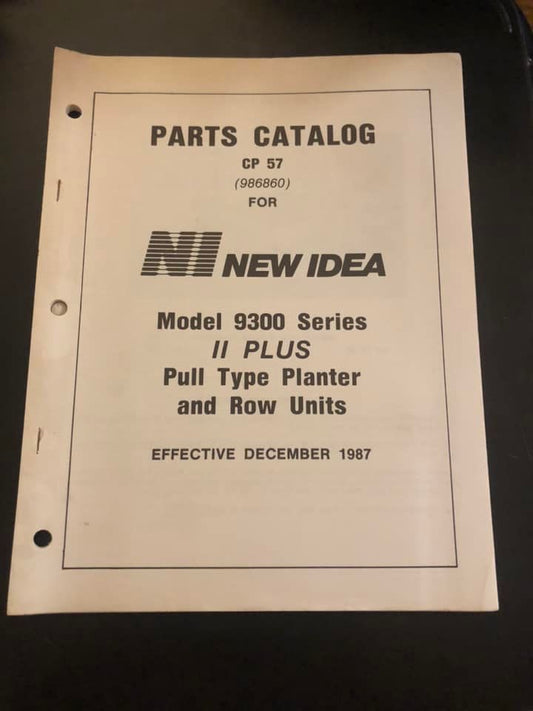 PARTS CATALOG
CP 57
(986860)
FOR
NI NEW IDEA
Model 9300 Series
II PLUS
Pull Type Planter
and Row Units
EFFECTIVE DECEMBER 1987